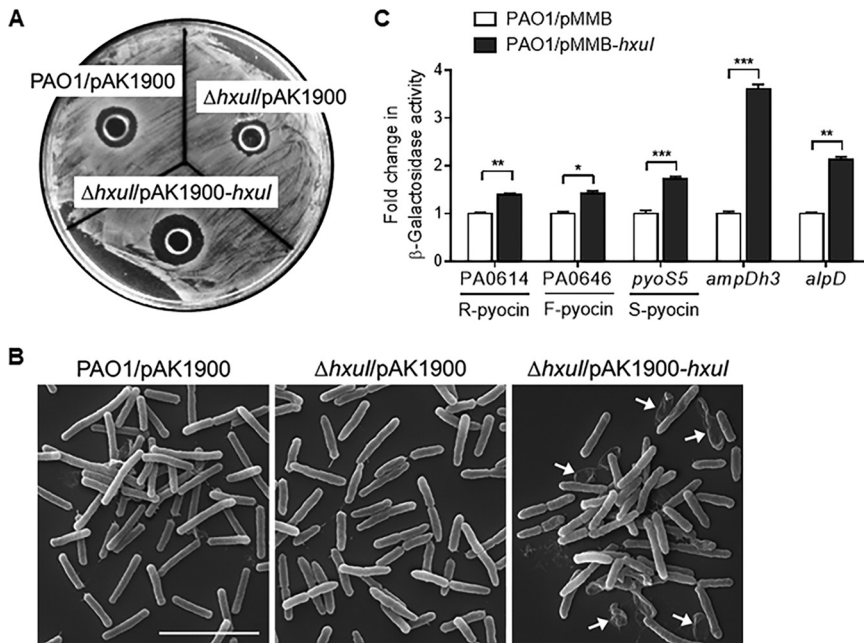 A
PAO1/pAK1900
ΔhxuI/pAK1900
ΔhxuI/pAK1900-hxuI
C
PAO1/pMMB
PAO1/pMMB-hxuI
Fold change in
β-Galactosidase activity
4
3
2
1
0
**
*
***
***
**
PA0614
PA0646
pyoS5
ampDh3
alpD
R-pyocin
F-pyocin
S-pyocin
B
PAO1/pAK1900
ΔhxuI/pAK1900
ΔhxuI/pAK1900-hxuI